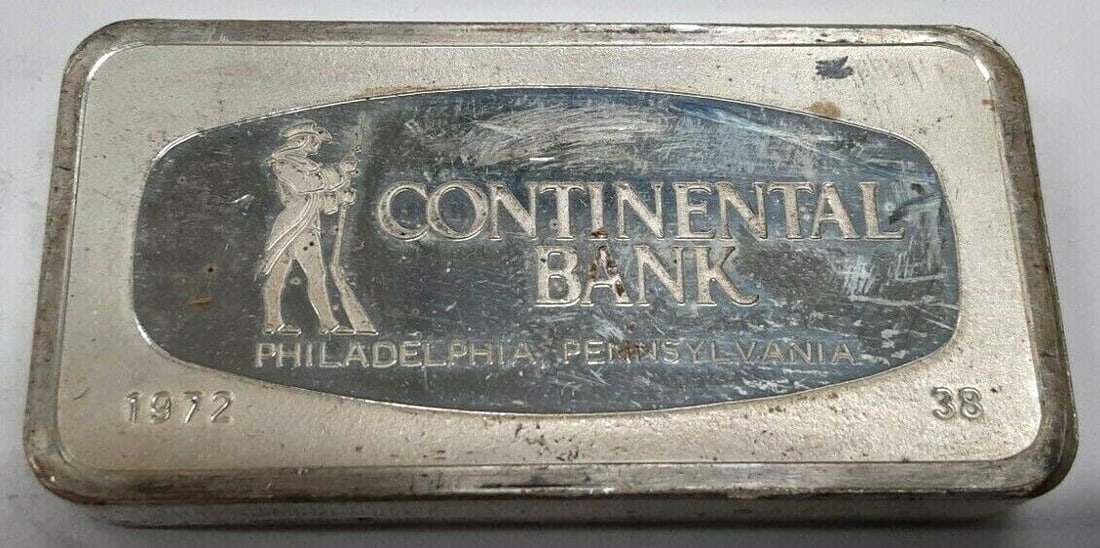 CONTINENTAL
BANK
PHILADELPHIA, PENNSYLVANIA
1972 38